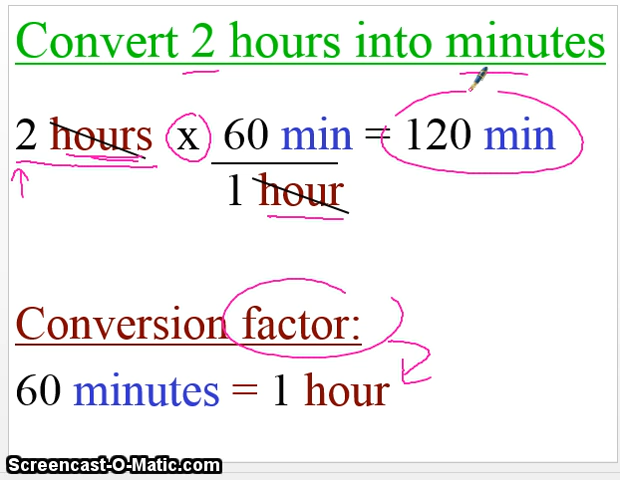 Convert 2 hours into minutes
2 hours x 60 min = 120 min
1 hour
Conversion factor:
60 minutes = 1 hour
Screencast-O-Matic.com